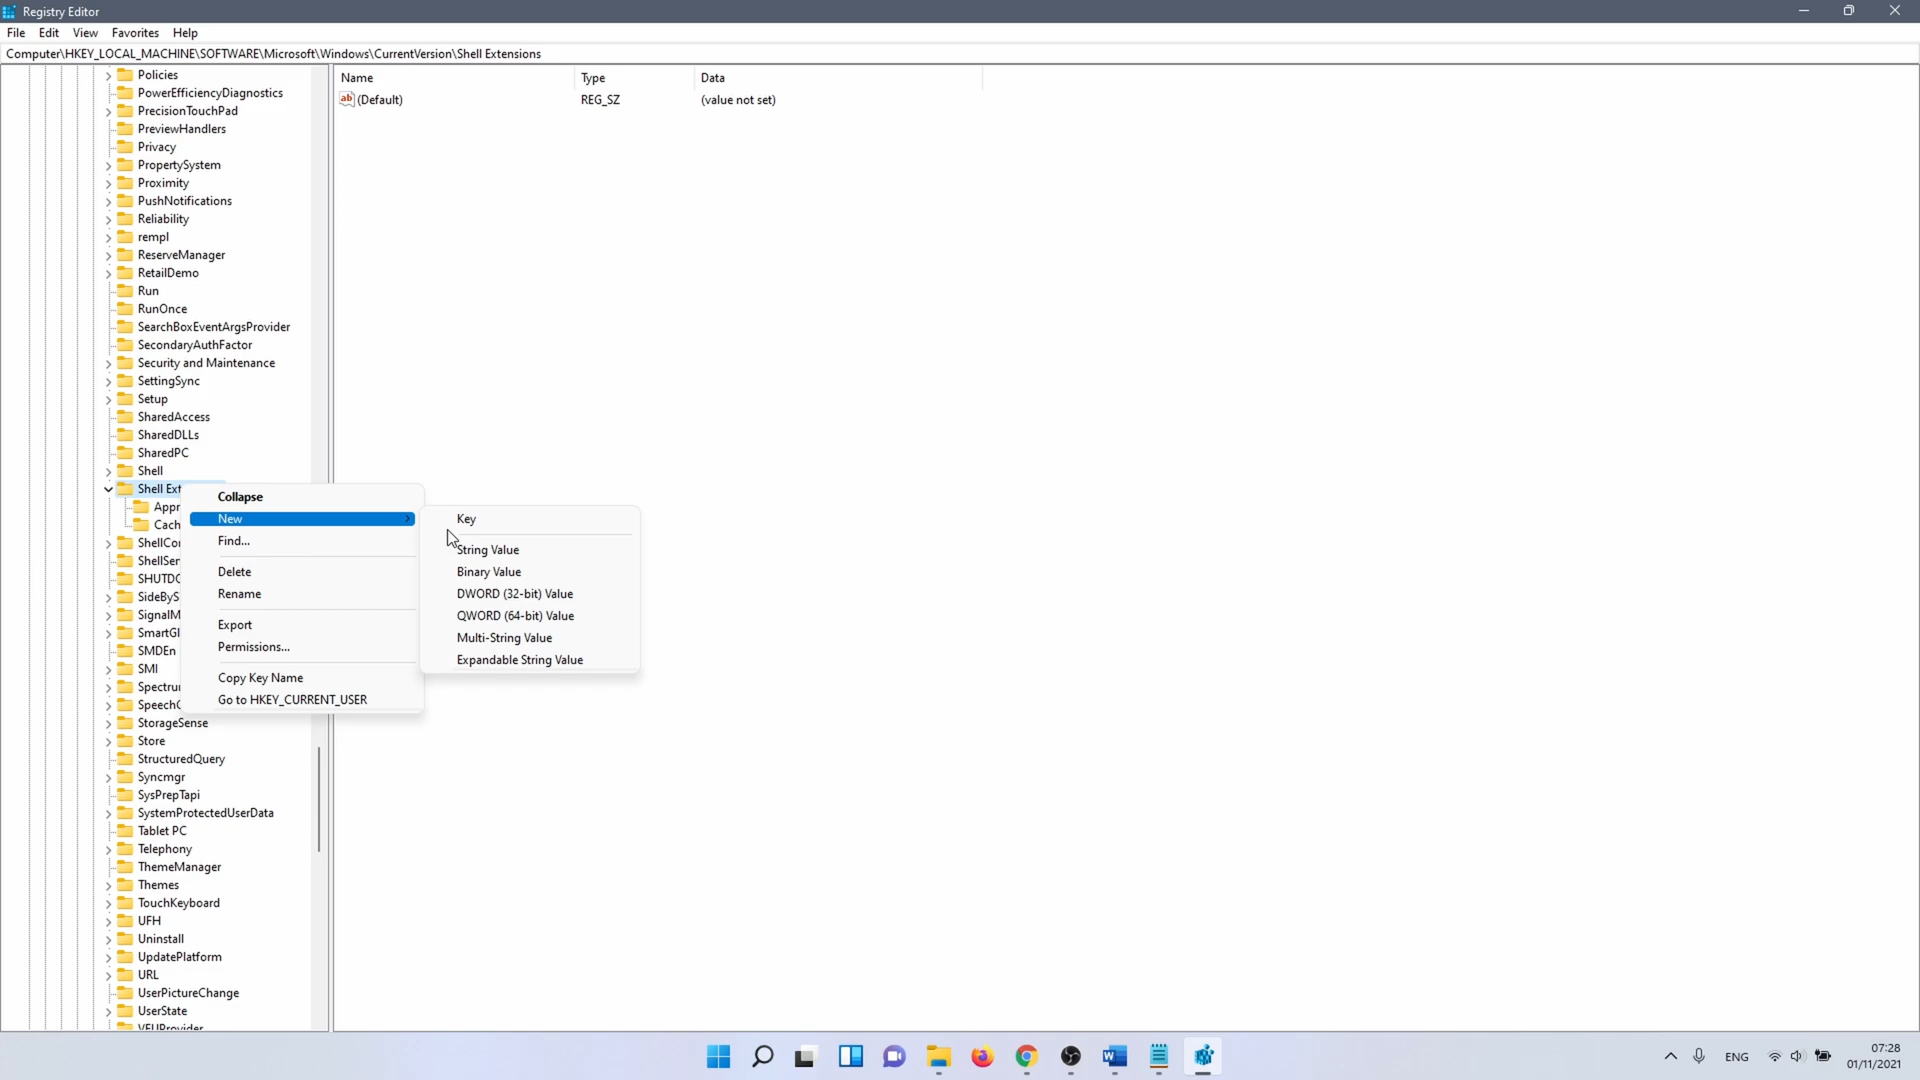 Registry Editor
File Edit View Favorites Help
Computer\HKEY_LOCAL_MACHINE\SOFTWARE\Microsoft\Windows\CurrentVersion\Shell Extensions
Name Type Data
ab (Default) REG_SZ (value not set)
Policies
PowerEfficiencyDiagnostics
PrecisionTouchPad
PreviewHandlers
Privacy
PropertySystem
Proximity
PushNotifications
Reliability
rempl
ReserveManager
RetailDemo
Run
RunOnce
SearchBoxEventArgsProvider
SecondaryAuthFactor
Security and Maintenance
SettingSync
Setup
SharedAccess
SharedDLLs
SharedPC
Shell
Shell Ext
Appr
Cach
ShellCo
ShellSer
SHUTDO
SideByS
SignalM
SmartGl
SMDEn
SMI
Spectru
SpeechG
StorageSense
Store
StructuredQuery
Syncmgr
SysPrepTapi
SystemProtectedUserData
Tablet PC
Telephony
ThemeManager
Themes
TouchKeyboard
UFH
Uninstall
UpdatePlatform
URL
UserPictureChange
UserState
VFUProvider
Collapse
New
Find...
Delete
Rename
Export
Permissions...
Copy Key Name
Go to HKEY_CURRENT_USER
Key
String Value
Binary Value
DWORD (32-bit) Value
QWORD (64-bit) Value
Multi-String Value
Expandable String Value
ENG
07:28
01/11/2021